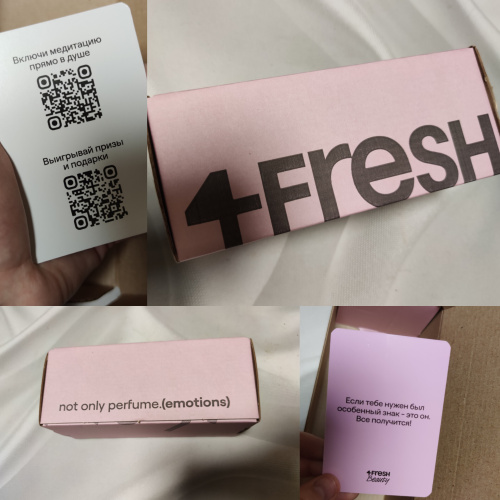 Включи медитацию
прямо в душе
Выигрывай призы
и подарки
4FreSH
not only perfume.(emotions)
Если тебе нужен был
особенный знак - это он.
Все получится!
4FreSH
Beauty